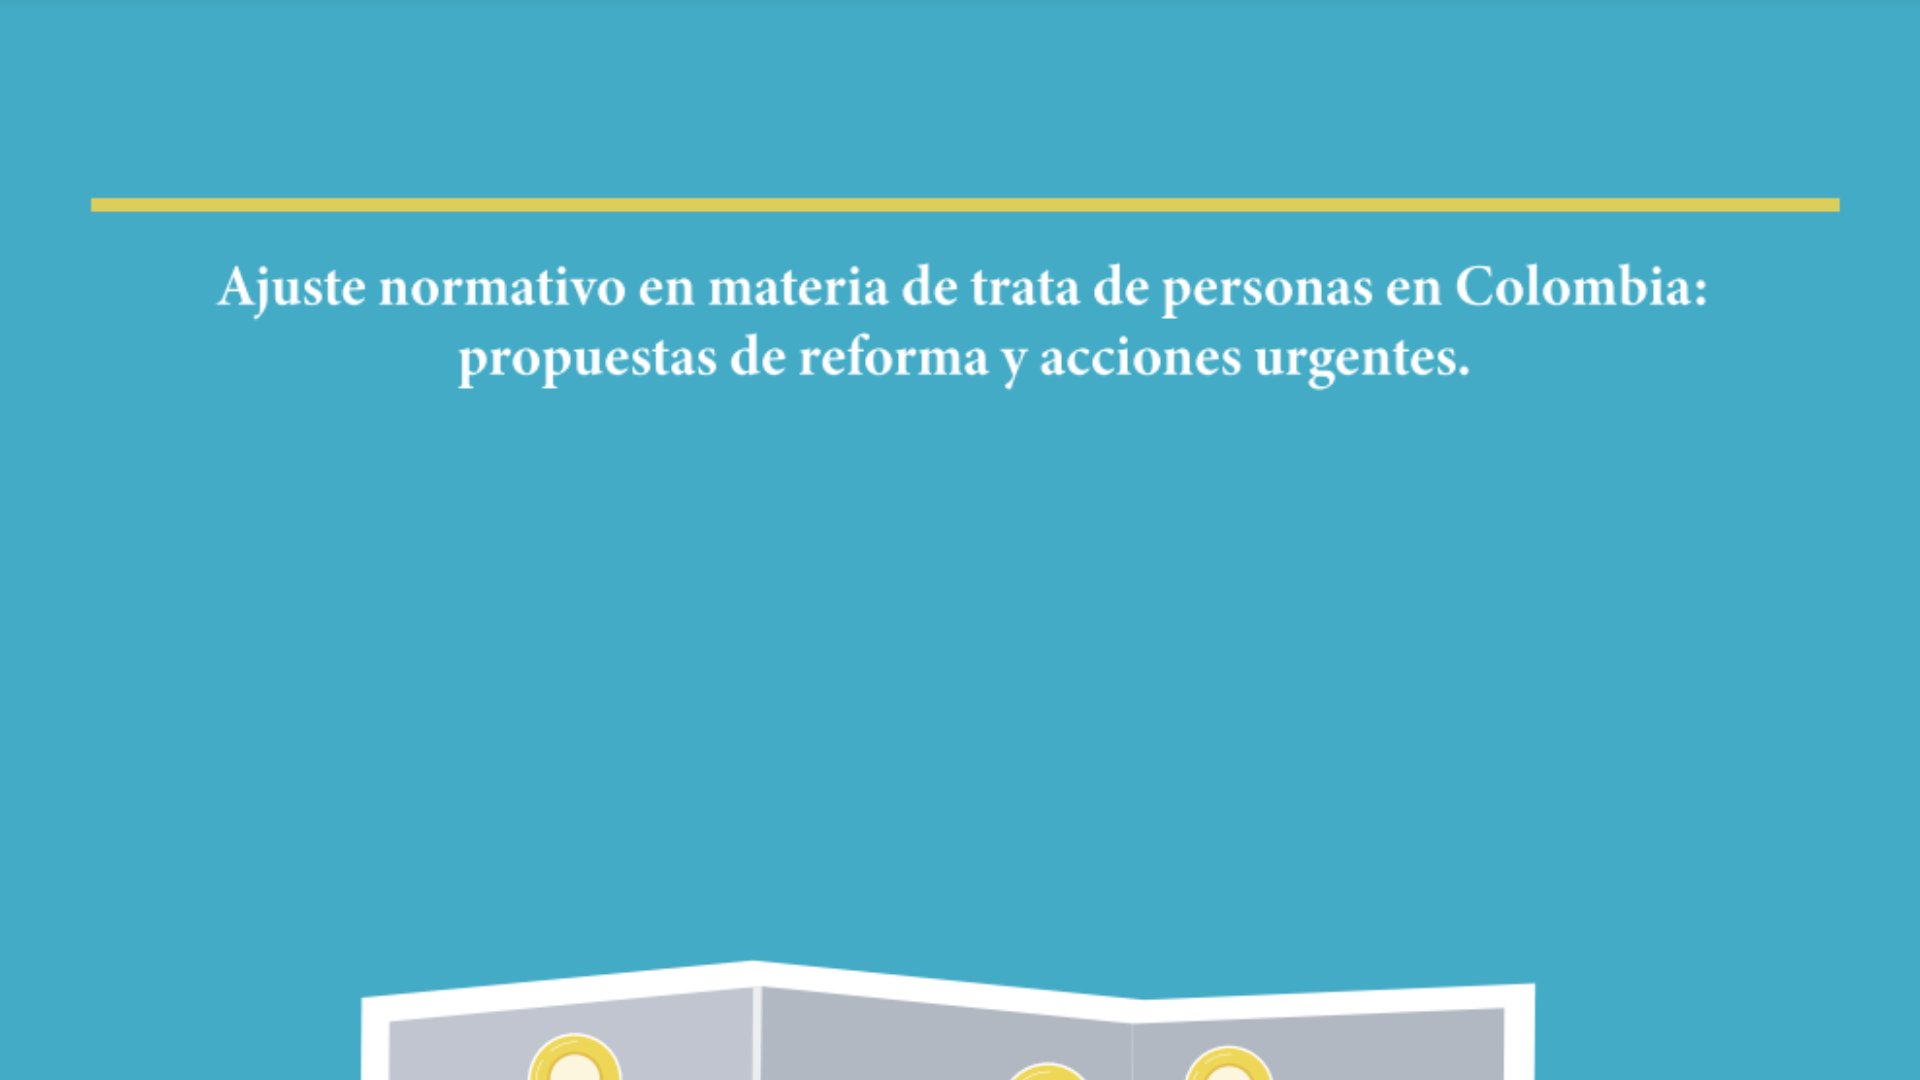 Ajuste normativo en materia de trata de personas en Colombia:
propuestas de reforma y acciones urgentes.